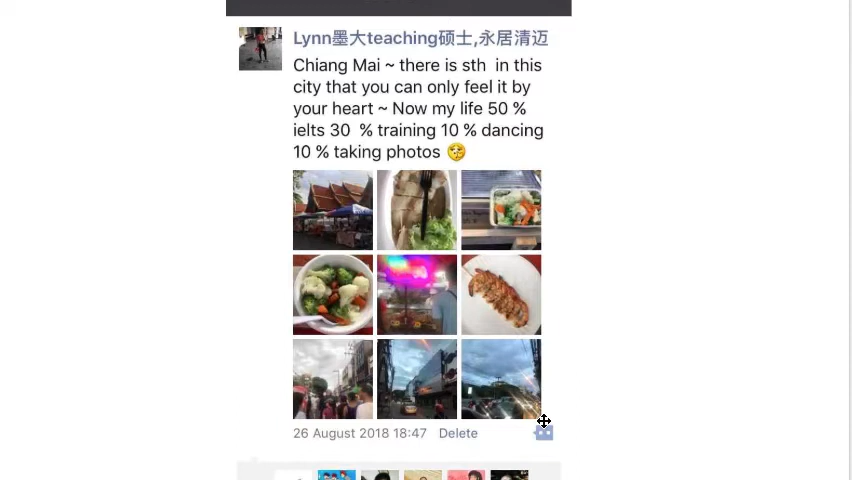 Lynn墨大teaching硕士,永居清迈
Chiang Mai ~ there is sth in this
city that you can only feel it by
your heart ~ Now my life 50 %
ielts 30 % training 10 % dancing
10 % taking photos
26 August 2018 18:47 Delete